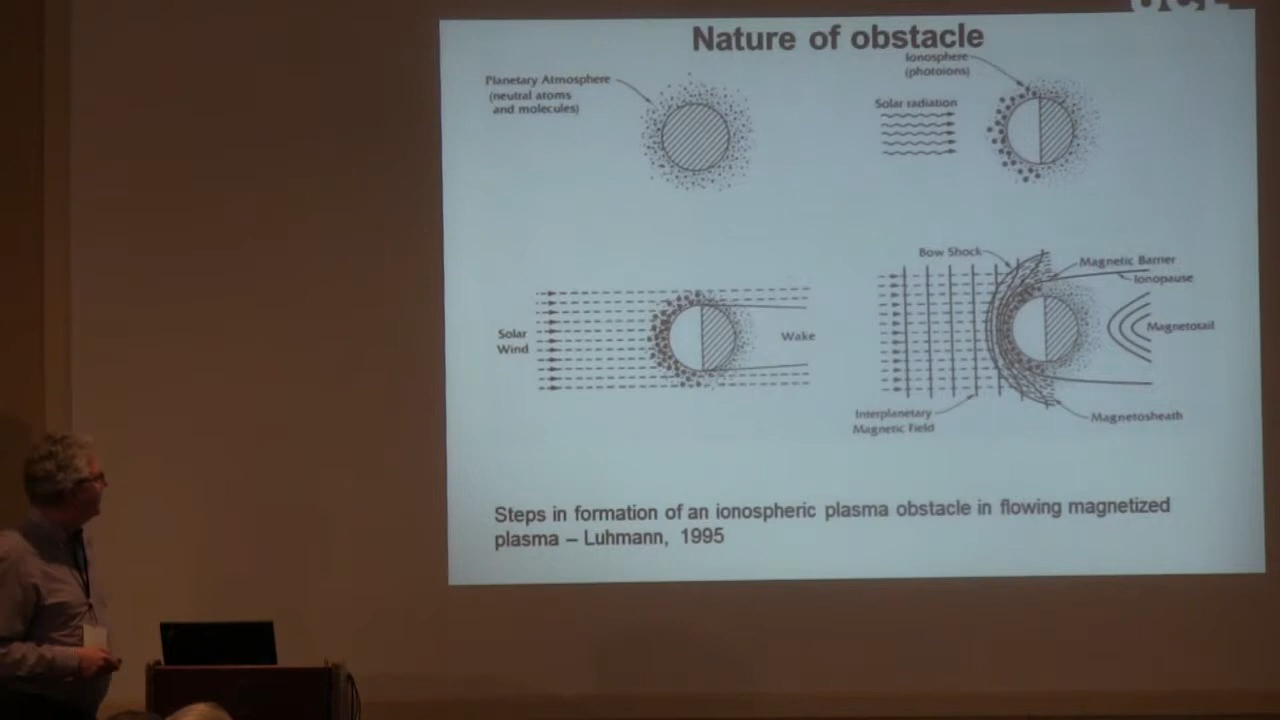 Nature of obstacle
Planetary Atmosphere
(neutral atoms
and molecules)
Ionosphere
(photoions)
Solar radiation
Solar
Wind
Wake
Bow Shock
Magnetic Barrier
Ionopause
Magnetotail
Interplanetary
Magnetic Field
Magnetosheath
Steps in formation of an ionospheric plasma obstacle in flowing magnetized
plasma – Luhmann, 1995